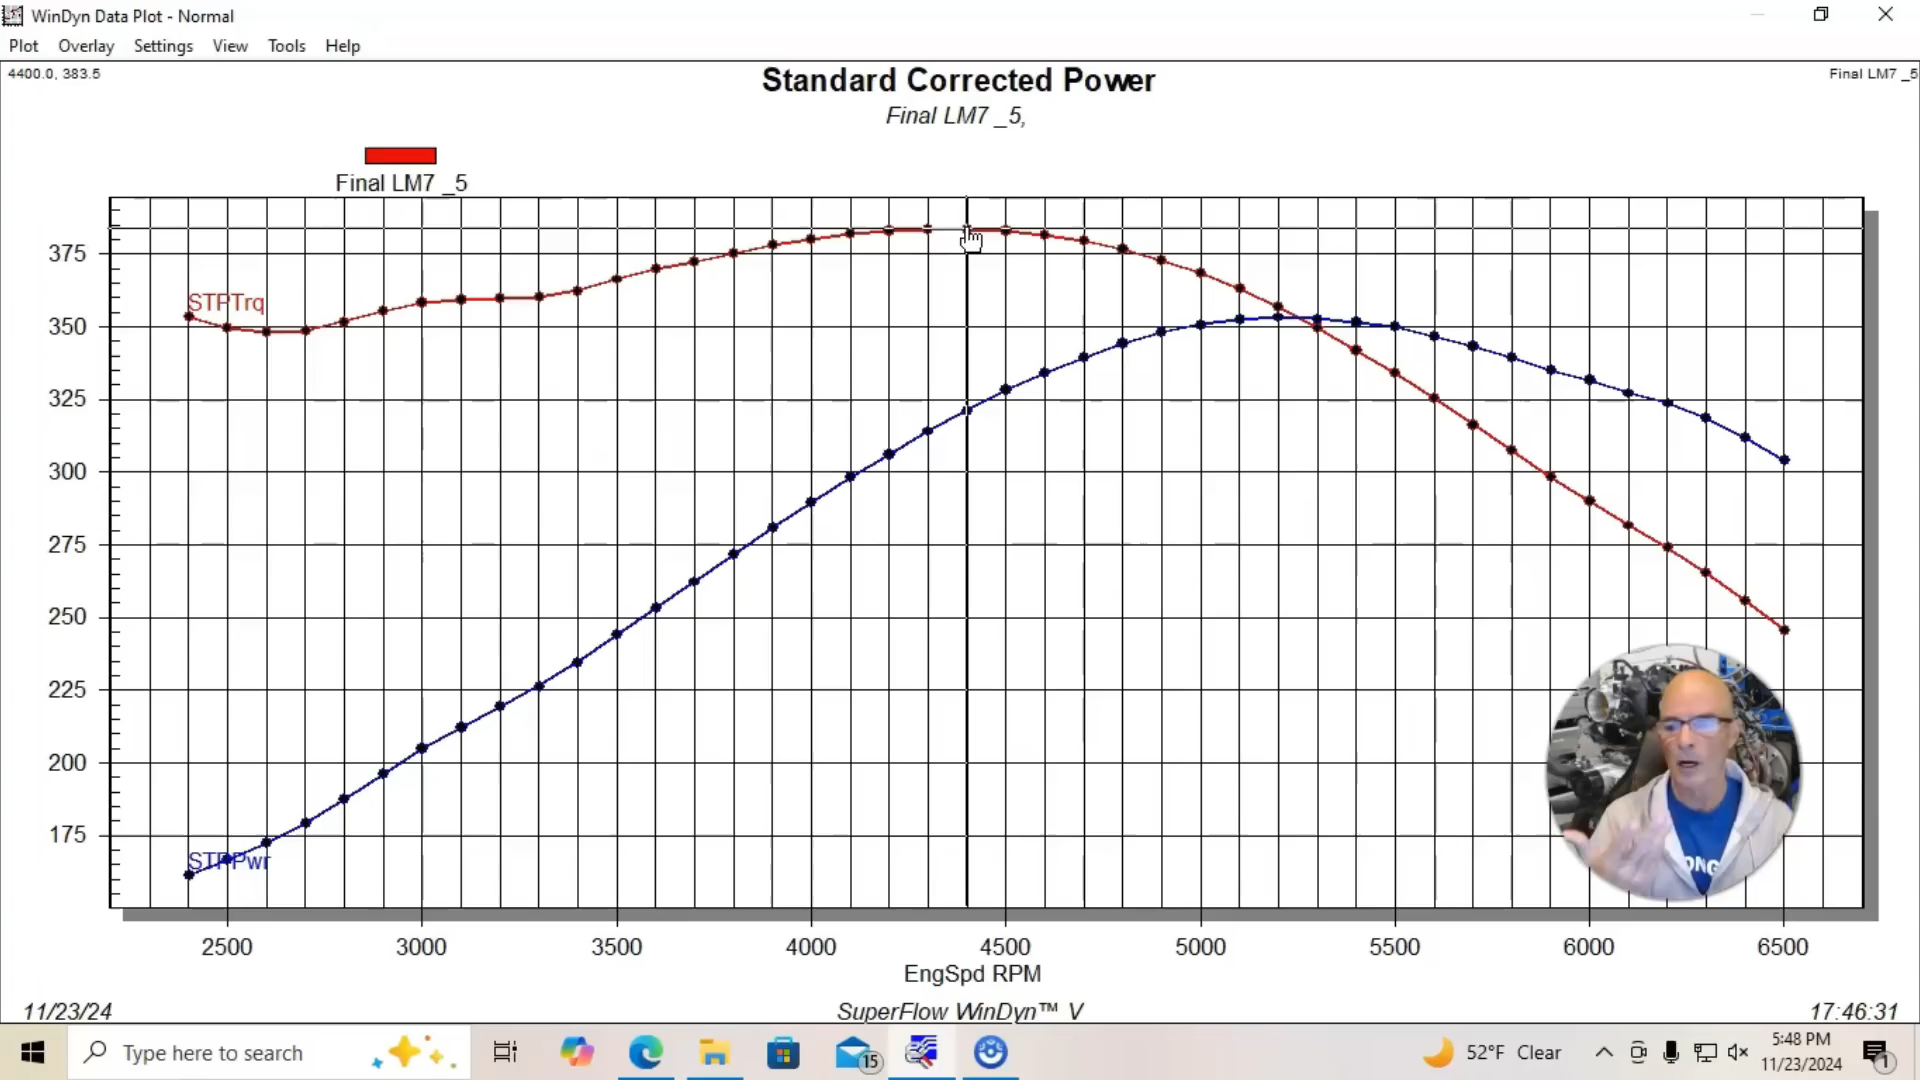 WinDyn Data Plot - Normal
Plot Overlay Settings View Tools Help
4400.0, 383.5
Final LM7 _5
Standard Corrected Power
Final LM7 _5,
Final LM7 _5
375
350
325
300
275
250
225
200
175
STPTrq
STPPwr
ONG
2500 3000 3500 4000 4500 5000 5500 6000 6500
EngSpd RPM
11/23/24
SuperFlow WinDyn™ V
17:46:31
Type here to search
15
52°F Clear
5:48 PM
11/23/2024
1